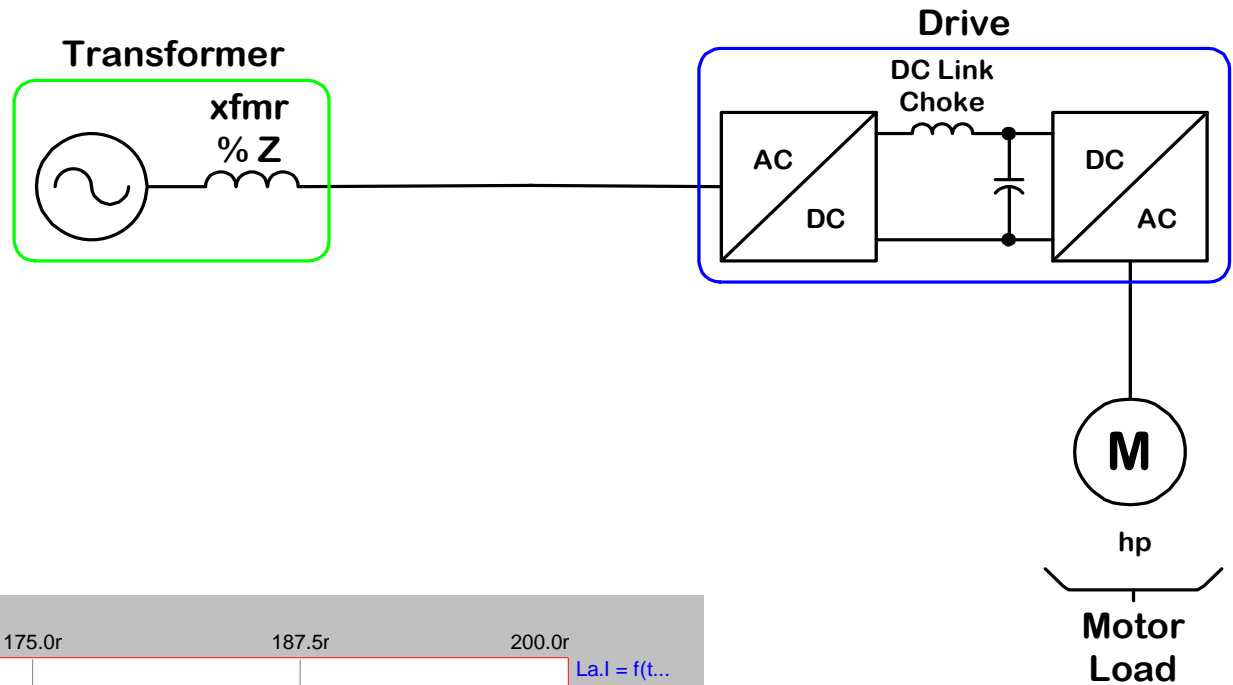 Drive
Transformer
DC Link
Choke
xfmr
% Z
AC
DC
DC
AC
M
hp
Motor
Load
175.0r
187.5r
200.0r
La.I = f(t...